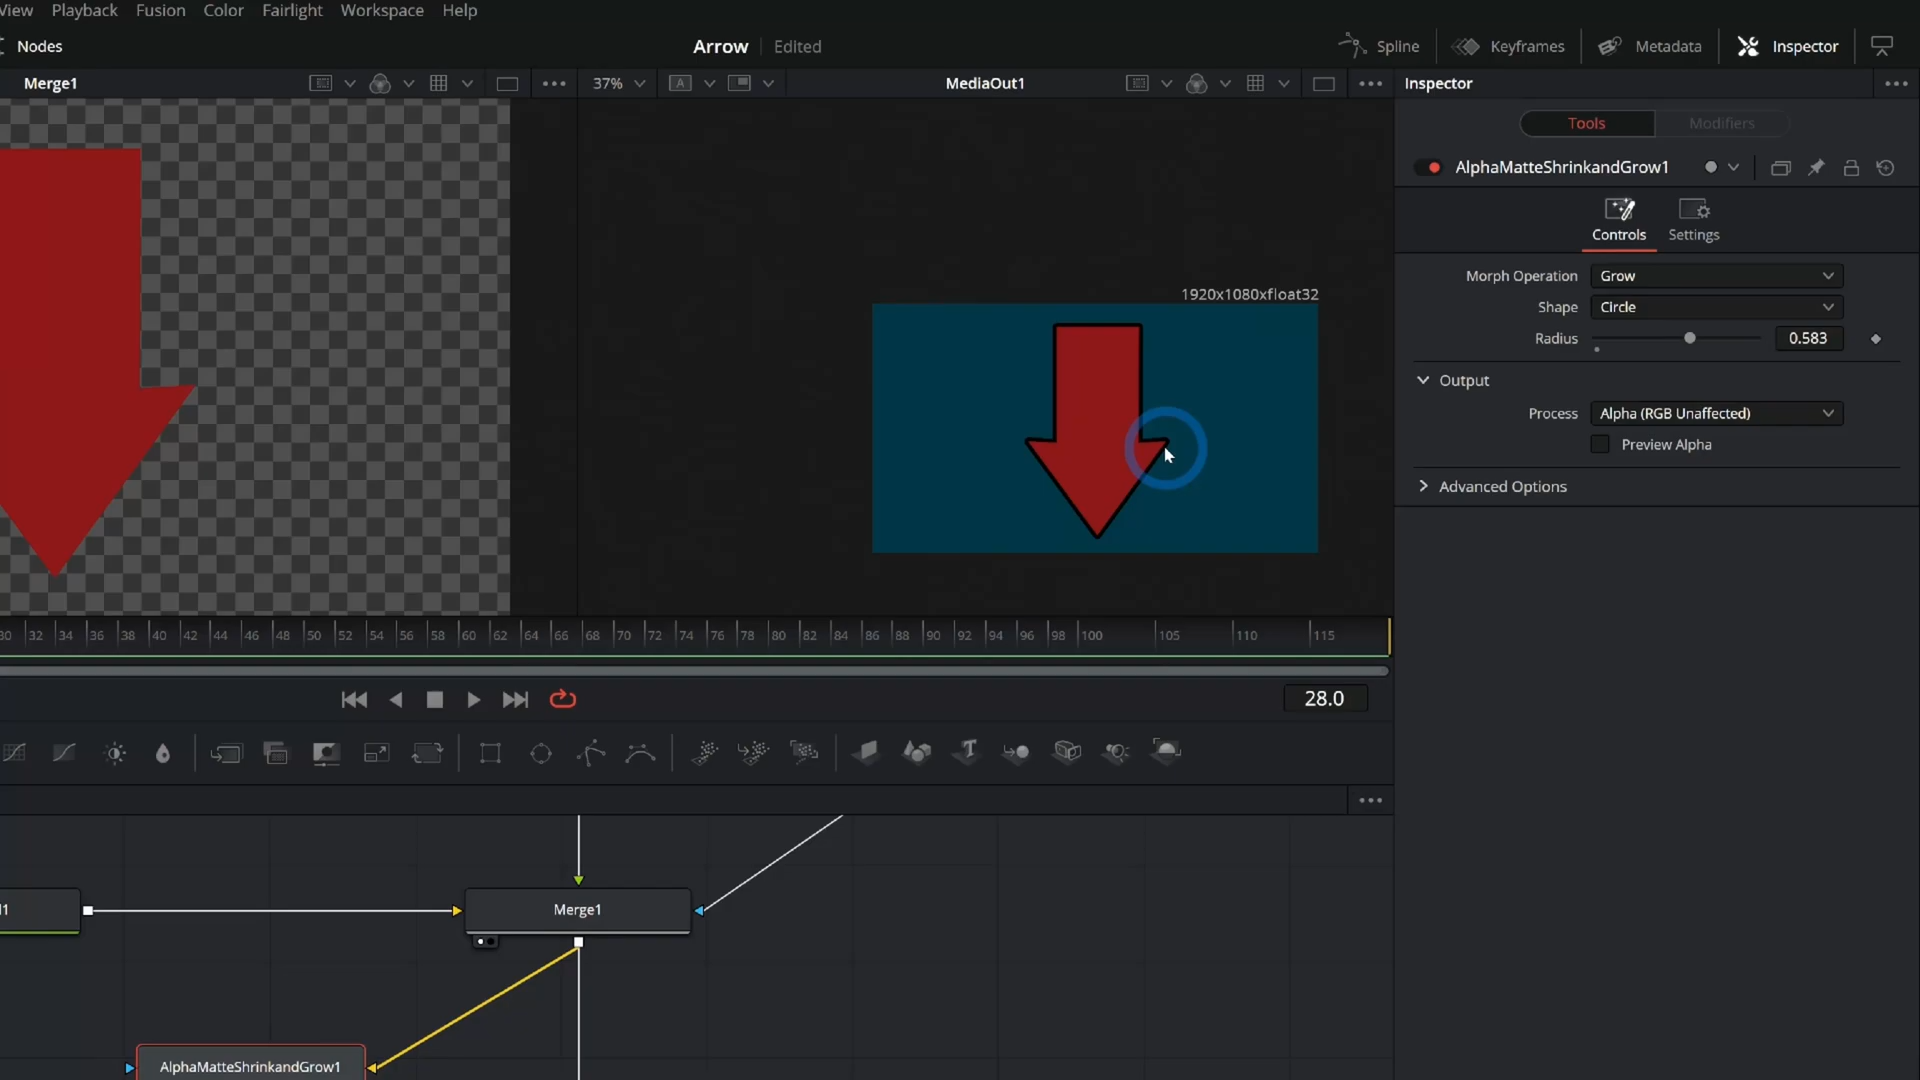 View Playback Fusion Color Fairlight Workspace Help
Nodes Arrow Edited Spline Keyframes Metadata Inspector
Merge1 37% A MediaOut1 Inspector
Tools Modifiers
AlphaMatteShrinkandGrow1
Controls Settings
Morph Operation Grow
1920x1080xfloat32
Shape Circle
Radius 0.583
Output
Process Alpha (RGB Unaffected)
Preview Alpha
Advanced Options
30 32 34 36 38 40 42 44 46 48 50 52 54 56 58 60 62 64 66 68 70 72 74 76 78 80 82 84 86 88 90 92 94 96 98 100 105 110 115
28.0
T
Merge1
AlphaMatteShrinkandGrow1